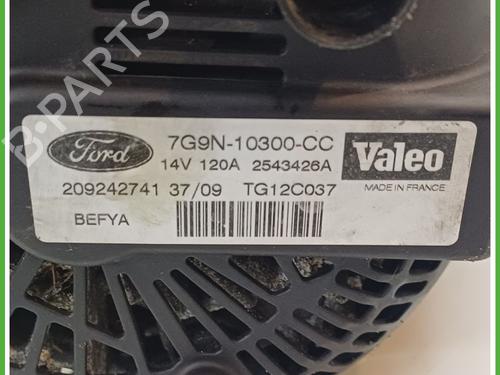 B-PARTS
Ford
7G9N-10300-CC
14V 120A 2543426A
Valeo
MADE IN FRANCE
209242741 37/09 TG12C037
BEFYA